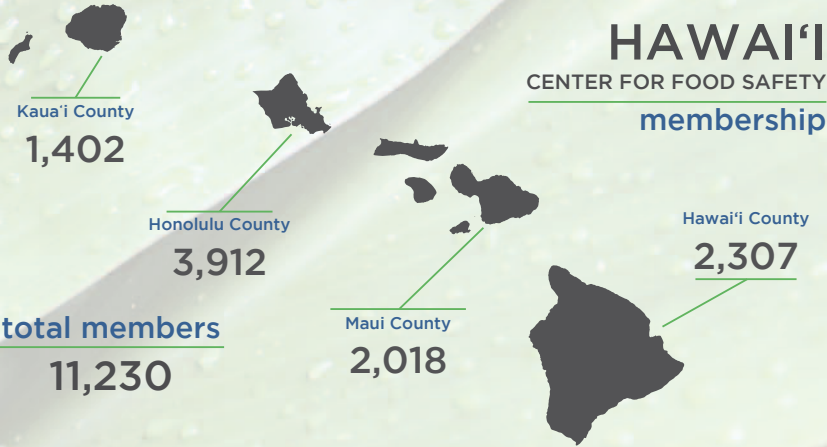 HAWAIʻI
CENTER FOR FOOD SAFETY
membership
Kauaʻi County
1,402
Honolulu County
3,912
Maui County
2,018
Hawaiʻi County
2,307
total members
11,230